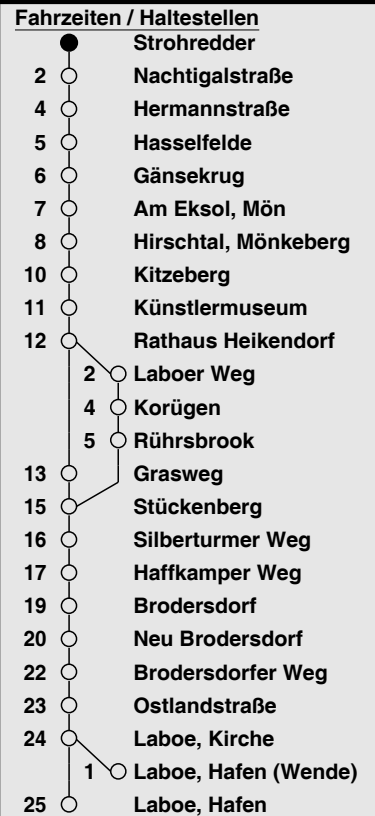 Fahrzeiten / Haltestellen
Strohredder
2 Nachtigalstraße
4 Hermannstraße
5 Hasselfelde
6 Gänsekrug
7 Am Eksol, Mön
8 Hirschtal, Mönkeberg
10 Kitzeberg
11 Künstlermuseum
12 Rathaus Heikendorf
2 Laboer Weg
4 Korügen
5 Rührsbrook
13 Grasweg
15 Stückenberg
16 Silberturmer Weg
17 Haffkamper Weg
19 Brodersdorf
20 Neu Brodersdorf
22 Brodersdorfer Weg
23 Ostlandstraße
24 Laboe, Kirche
1 Laboe, Hafen (Wende)
25 Laboe, Hafen